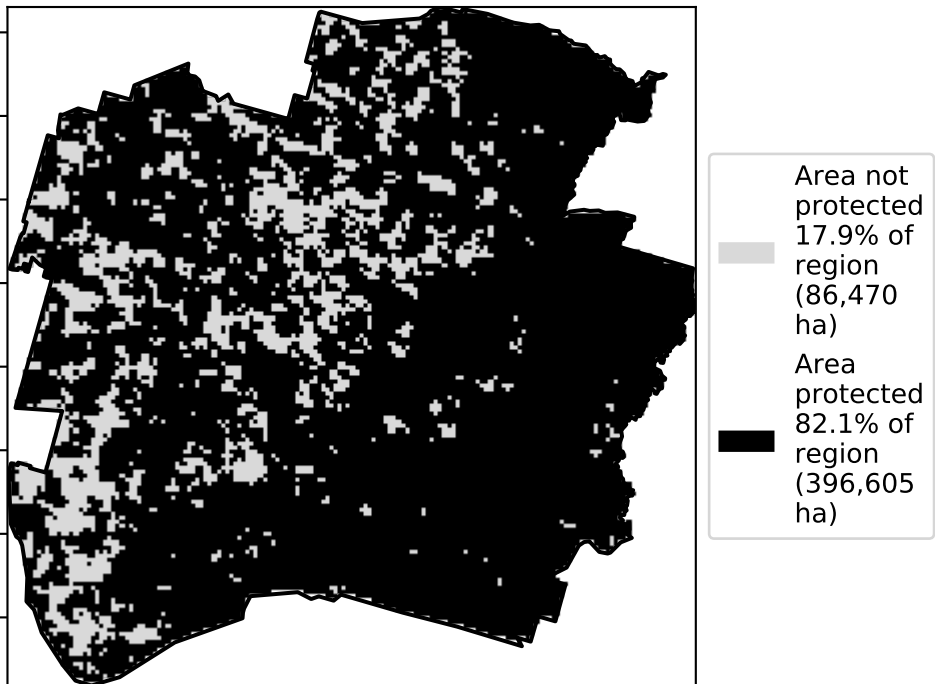 Area not
protected
17.9% of
region
(86,470
ha)
Area
protected
82.1% of
region
(396,605
ha)